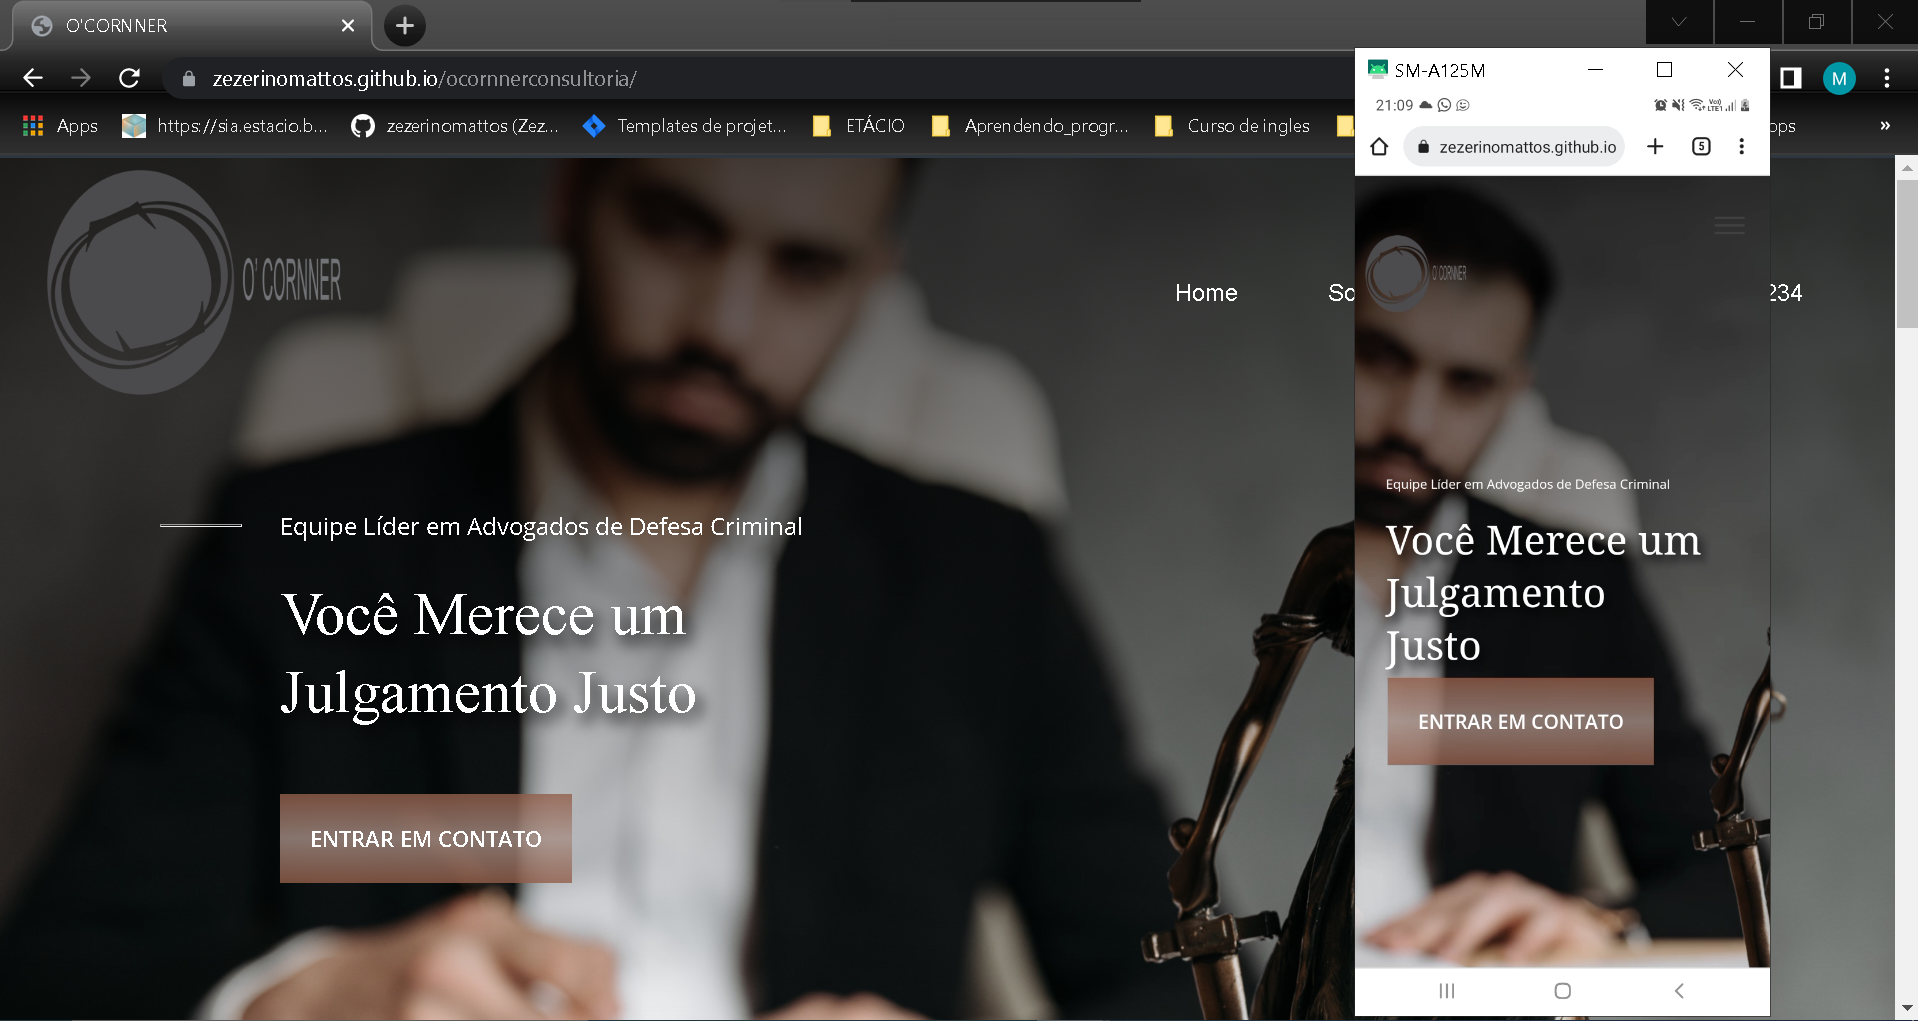 O'CORNNER
zezerinomattos.github.io/ocornnerconsultoria/
M
Apps
https://sia.estacio.b...
zezerinomattos (Zez...
Templates de projet...
ETÁCIO
Aprendendo_progr...
Curso de ingles
ops
»
O' CORNNER
Home
So
234
Equipe Líder em Advogados de Defesa Criminal
Você Merece um
Julgamento Justo
ENTRAR EM CONTATO
SM-A125M
21:09
zezerinomattos.github.io
5
O' CORNNER
Equipe Líder em Advogados de Defesa Criminal
Você Merece um
Julgamento
Justo
ENTRAR EM CONTATO